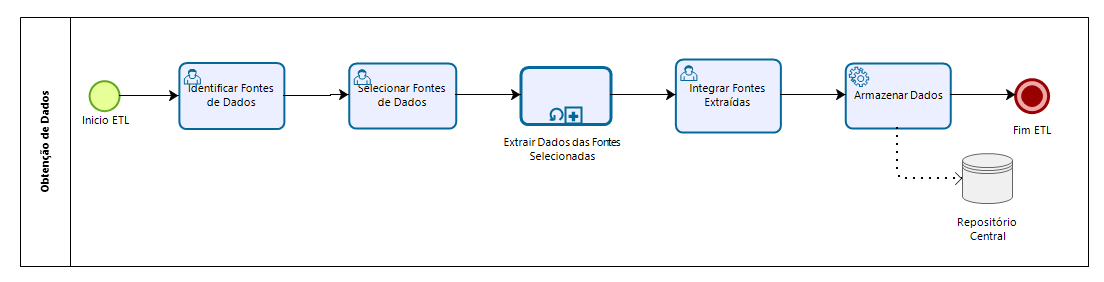 Obtenção de Dados
Inicio ETL
Identificar Fontes
de Dados
Selecionar Fontes
de Dados
Extrair Dados das Fontes
Selecionadas
Integrar Fontes
Extraídas
Armazenar Dados
Fim ETL
Repositório
Central